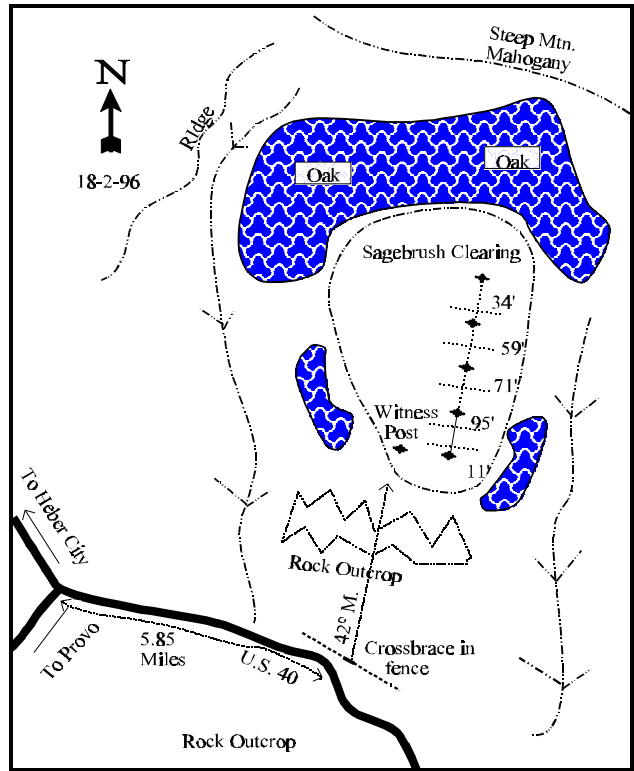 Steep Mtn.
Mahogany
N
Ridge
18-2-96
Oak
Oak
Sagebrush Clearing
34'
59'
71'
Witness
Post
95'
11'
To Heber City
Rock Outcrop
42° M.
To Provo
5.85
Miles
U.S. 40
Crossbrace in
fence
Rock Outcrop